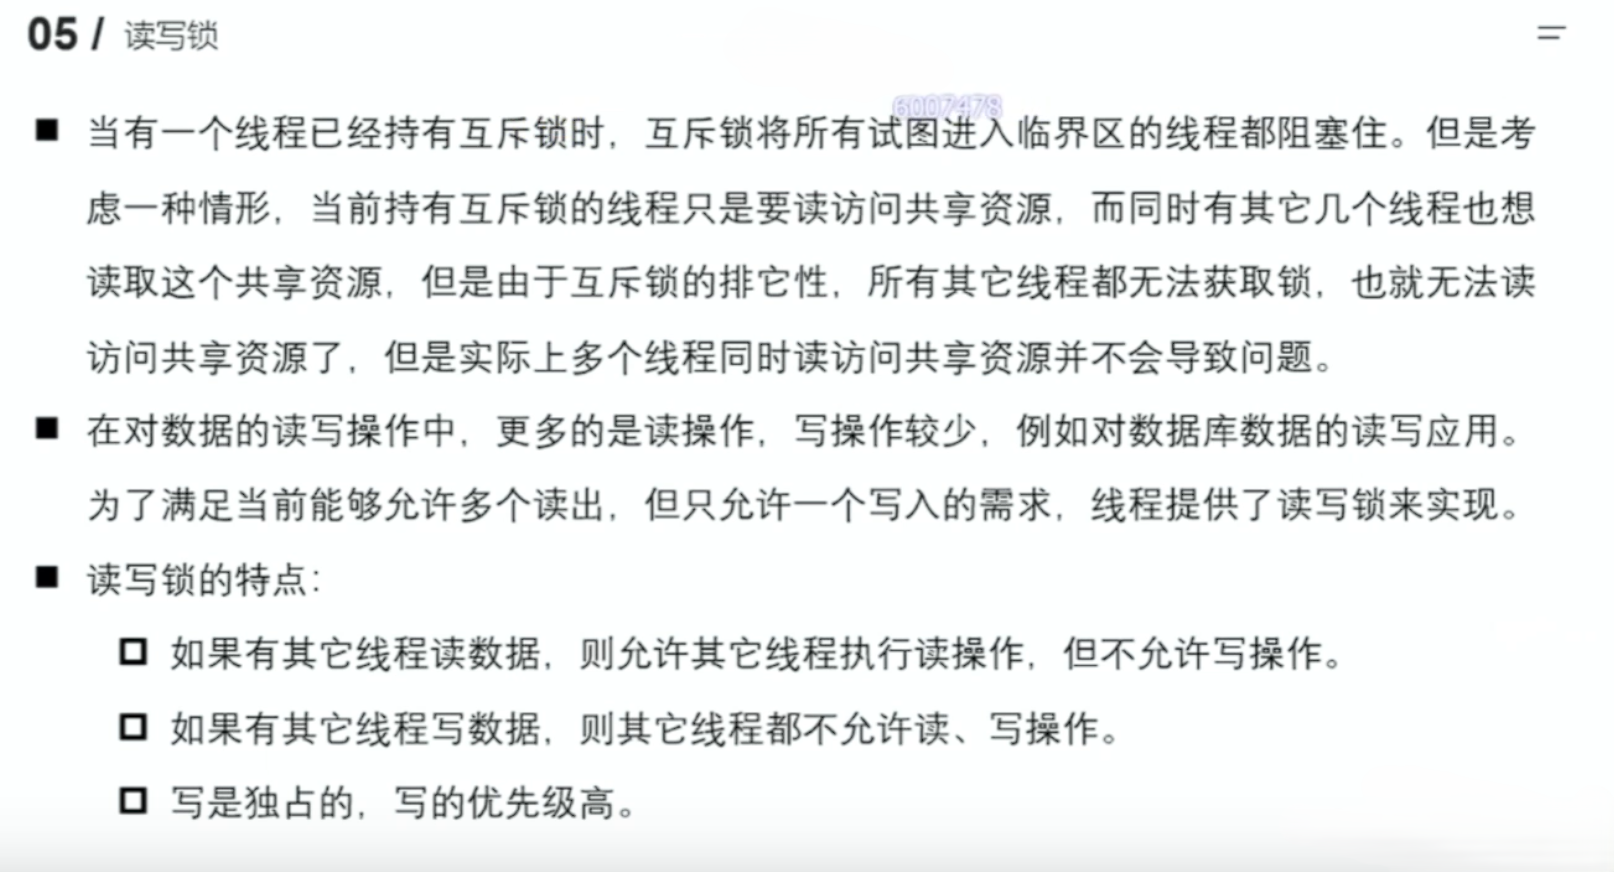 05 / 读写锁
6007478
■ 当有一个线程已经持有互斥锁时，互斥锁将所有试图进入临界区的线程都阻塞住。但是考
虑一种情形，当前持有互斥锁的线程只是要读访问共享资源，而同时有其它几个线程也想
读取这个共享资源，但是由于互斥锁的排它性，所有其它线程都无法获取锁，也就无法读
访问共享资源了，但是实际上多个线程同时读访问共享资源并不会导致问题。
■ 在对数据的读写操作中，更多的是读操作，写操作较少，例如对数据库数据的读写应用。
为了满足当前能够允许多个读出，但只允许一个写入的需求，线程提供了读写锁来实现。
■ 读写锁的特点：
□ 如果有其它线程读数据，则允许其它线程执行读操作，但不允许写操作。
□ 如果有其它线程写数据，则其它线程都不允许读、写操作。
□ 写是独占的，写的优先级高。